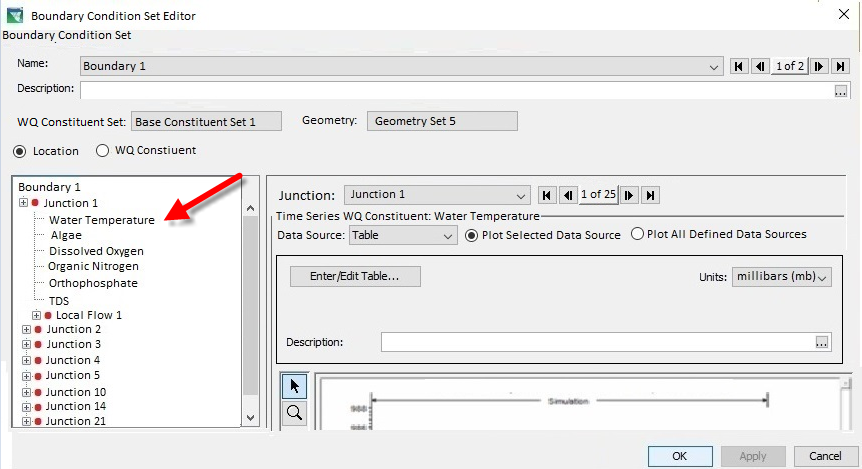 Boundary Condition Set Editor
Boundary Condition Set
Name: Boundary 1 1 of 2
Description: ...
WQ Constituent Set: Base Constituent Set 1 Geometry: Geometry Set 5
Location WQ Constiuent
Boundary 1
Junction 1
Water Temperature
Algae
Dissolved Oxygen
Organic Nitrogen
Orthophosphate
TDS
Local Flow 1
Junction 2
Junction 3
Junction 4
Junction 5
Junction 10
Junction 14
Junction 21
Junction: Junction 1 1 of 25
Time Series WQ Constituent: Water Temperature
Data Source: Table Plot Selected Data Source Plot All Defined Data Sources
Enter/Edit Table... Units: millibars (mb)
Description: ...
Simulation
988
OK Apply Cancel